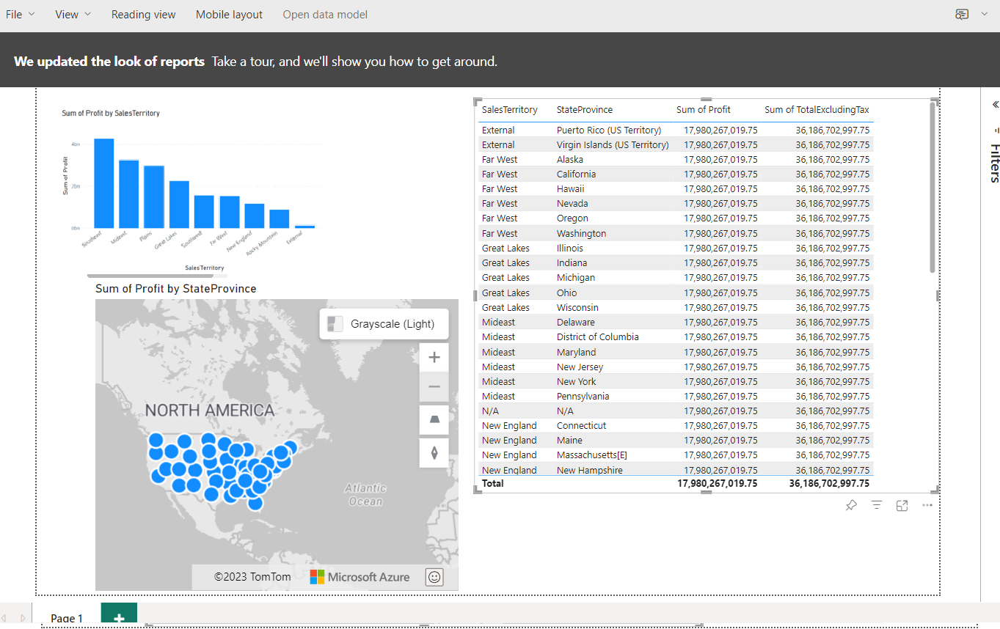 File View Reading view Mobile layout Open data model
We updated the look of reports Take a tour, and we'll show you how to get around.
Sum of Profit by SalesTerritory
4bn
2bn
0bn
Sum of Profit
Southeast Mideast Plains Great Lakes Southwest Far West New England Rocky Mountain External
SalesTerritory
Sum of Profit by StateProvince
Grayscale (Light)
NORTH AMERICA
Atlantic
Ocean
©2023 TomTom Microsoft Azure
SalesTerritory StateProvince Sum of Profit Sum of TotalExcludingTax
External Puerto Rico (US Territory) 17,980,267,019.75 36,186,702,997.75
External Virgin Islands (US Territory) 17,980,267,019.75 36,186,702,997.75
Far West Alaska 17,980,267,019.75 36,186,702,997.75
Far West California 17,980,267,019.75 36,186,702,997.75
Far West Hawaii 17,980,267,019.75 36,186,702,997.75
Far West Nevada 17,980,267,019.75 36,186,702,997.75
Far West Oregon 17,980,267,019.75 36,186,702,997.75
Far West Washington 17,980,267,019.75 36,186,702,997.75
Great Lakes Illinois 17,980,267,019.75 36,186,702,997.75
Great Lakes Indiana 17,980,267,019.75 36,186,702,997.75
Great Lakes Michigan 17,980,267,019.75 36,186,702,997.75
Great Lakes Ohio 17,980,267,019.75 36,186,702,997.75
Great Lakes Wisconsin 17,980,267,019.75 36,186,702,997.75
Mideast Delaware 17,980,267,019.75 36,186,702,997.75
Mideast District of Columbia 17,980,267,019.75 36,186,702,997.75
Mideast Maryland 17,980,267,019.75 36,186,702,997.75
Mideast New Jersey 17,980,267,019.75 36,186,702,997.75
Mideast New York 17,980,267,019.75 36,186,702,997.75
Mideast Pennsylvania 17,980,267,019.75 36,186,702,997.75
N/A N/A 17,980,267,019.75 36,186,702,997.75
New England Connecticut 17,980,267,019.75 36,186,702,997.75
New England Maine 17,980,267,019.75 36,186,702,997.75
New England Massachusetts[E] 17,980,267,019.75 36,186,702,997.75
New England New Hampshire 17,980,267,019.75 36,186,702,997.75
Total 17,980,267,019.75 36,186,702,997.75
Filters
Page 1